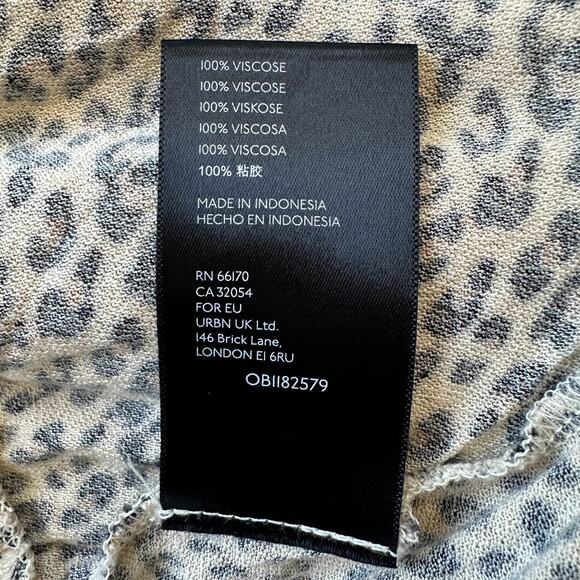 100% VISCOSE
100% VISCOSE
100% VISKOSE
100% VISCOSA
100% VISCOSA
100% 粘胶
MADE IN INDONESIA
HECHO EN INDONESIA
RN 66170
CA 32054
FOR EU
URBN UK Ltd.
146 Brick Lane,
LONDON E1 6RU
OB1182579